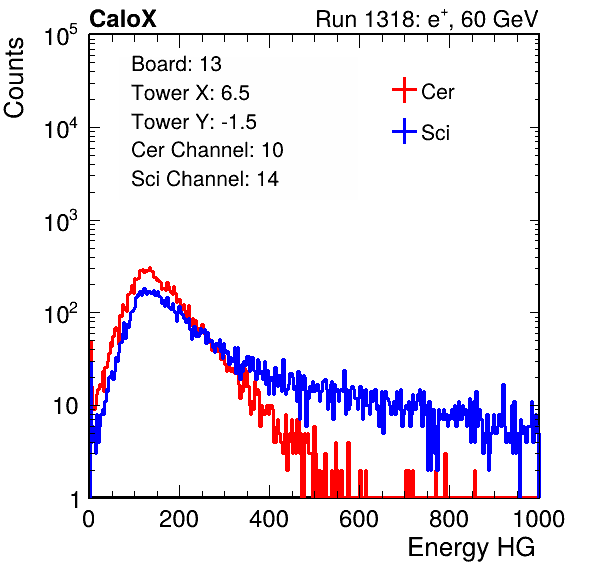 CaloX Run 1318: e⁺, 60 GeV
Counts
Board: 13
Tower X: 6.5
Tower Y: -1.5
Cer Channel: 10
Sci Channel: 14
Cer
Sci
10⁵
10⁴
10³
10²
10
1
0 200 400 600 800 1000
Energy HG